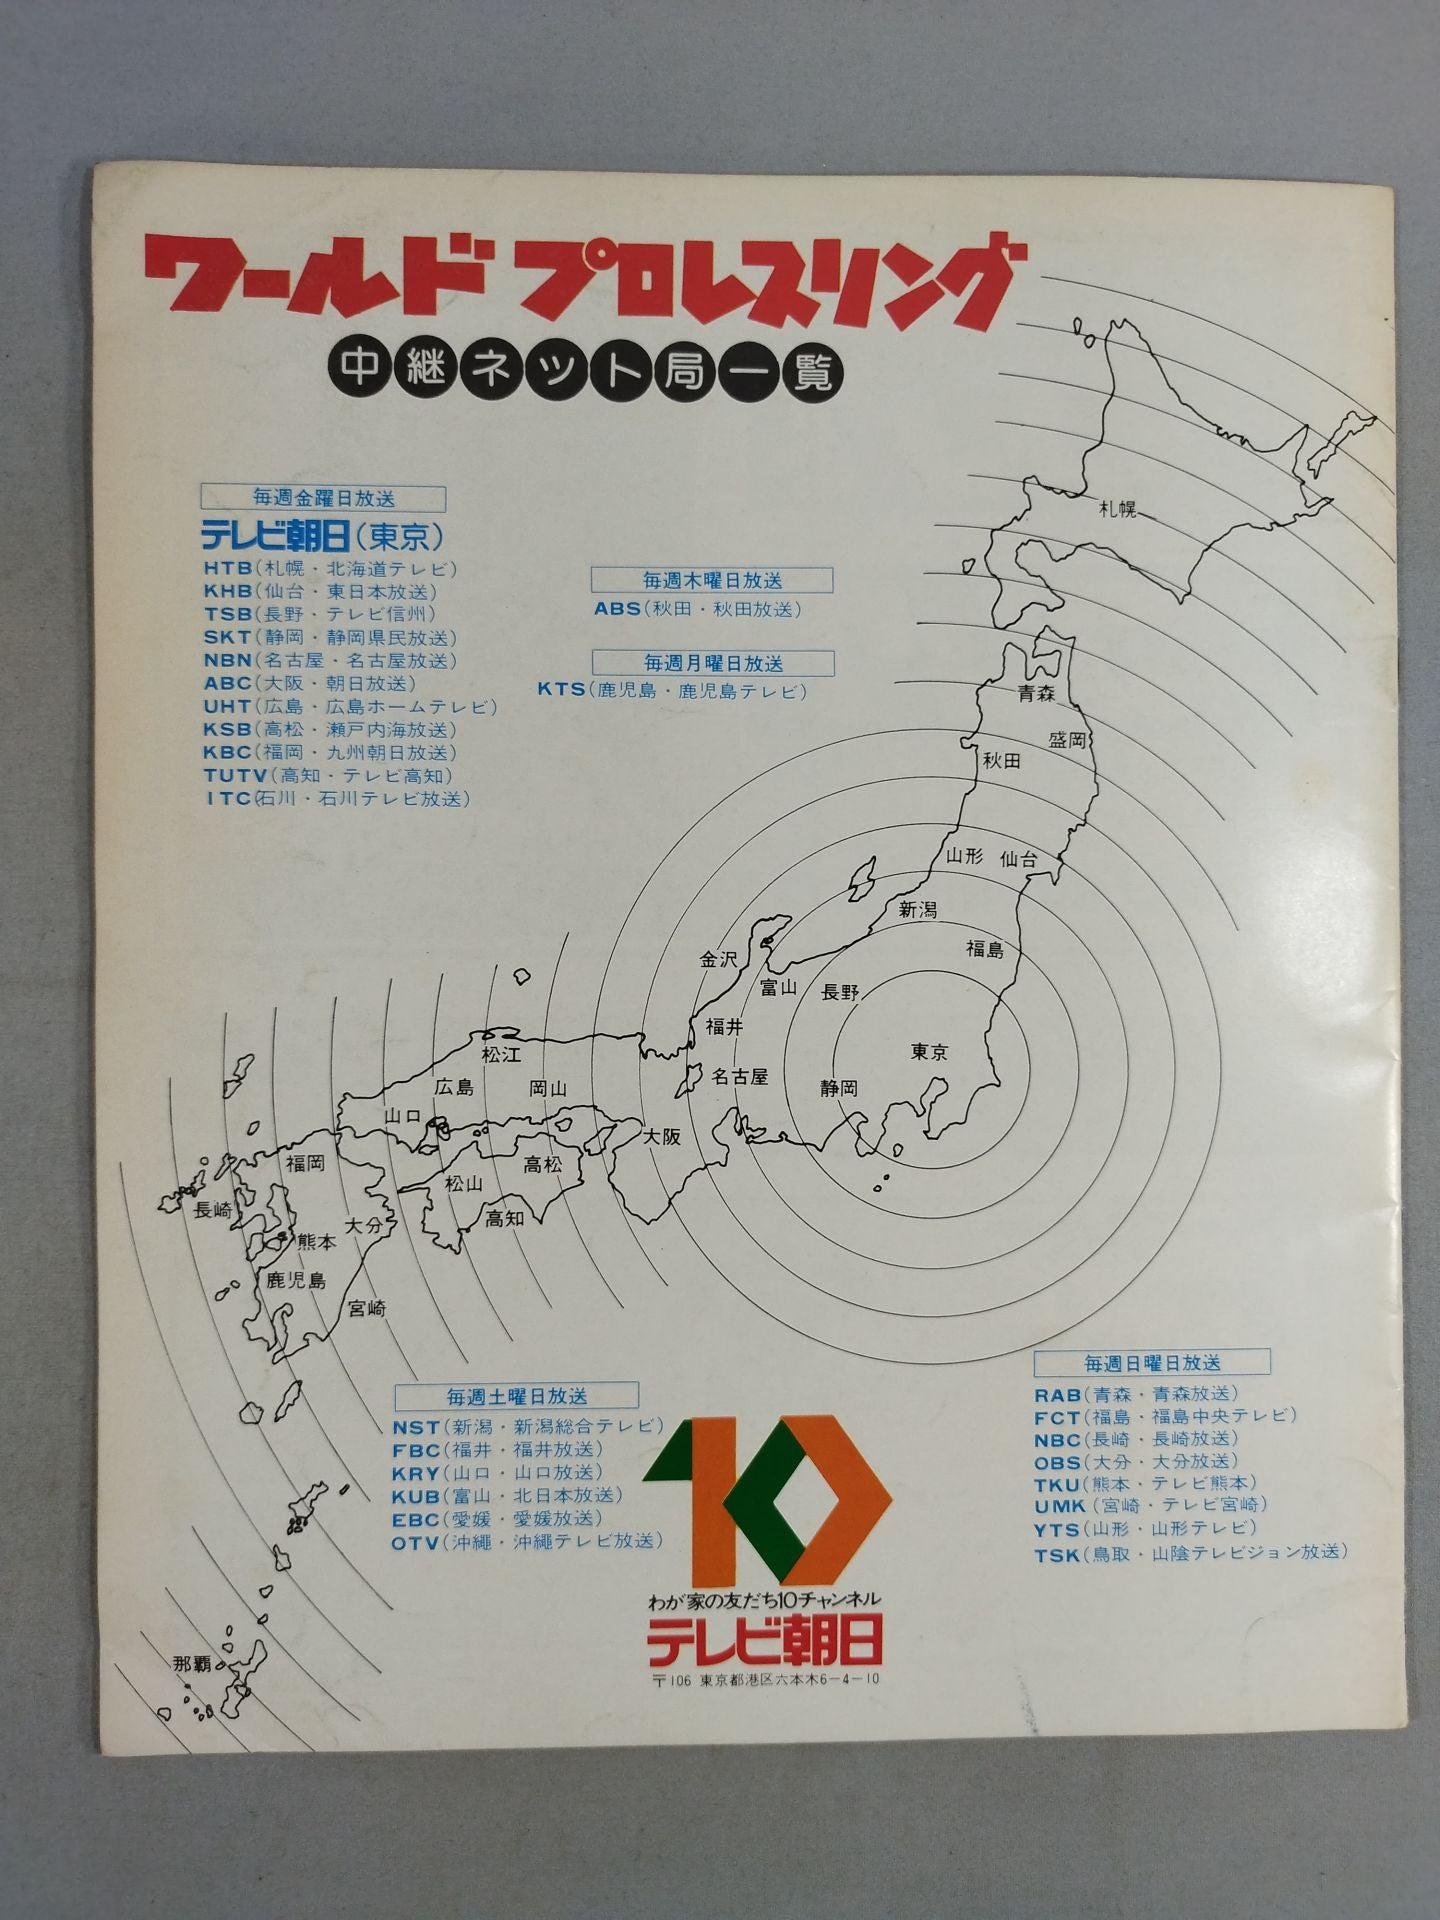 ワールド プロレスリング
中継ネット局一覧
毎週金曜日放送
テレビ朝日(東京)
HTB(札幌・北海道テレビ)
KHB(仙台・東日本放送)
TSB(長野・テレビ信州)
SKT(静岡・静岡県民放送)
NBN(名古屋・名古屋放送)
ABC(大阪・朝日放送)
UHT(広島・広島ホームテレビ)
KSB(高松・瀬戸内海放送)
KBC(福岡・九州朝日放送)
TUTV(高知・テレビ高知)
ITC(石川・石川テレビ放送)
毎週木曜日放送
ABS(秋田・秋田放送)
毎週月曜日放送
KTS(鹿児島・鹿児島テレビ)
札幌
青森
盛岡
秋田
山形 仙台
新潟
福島
金沢
富山 長野
福井
東京
松江
名古屋
広島 岡山 静岡
山口
大阪
福岡 高松
松山
長崎
高知
大分
熊本
鹿児島
宮崎
那覇
毎週土曜日放送
NST(新潟・新潟総合テレビ)
FBC(福井・福井放送)
KRY(山口・山口放送)
KUB(富山・北日本放送)
EBC(愛媛・愛媛放送)
OTV(沖縄・沖縄テレビ放送)
毎週日曜日放送
RAB(青森・青森放送)
FCT(福島・福島中央テレビ)
NBC(長崎・長崎放送)
OBS(大分・大分放送)
TKU(熊本・テレビ熊本)
UMK(宮崎・テレビ宮崎)
YTS(山形・山形テレビ)
TSK(鳥取・山陰テレビジョン放送)
10
わが家の友だち10チャンネル
テレビ朝日
〒106 東京都港区六本木6-4-10